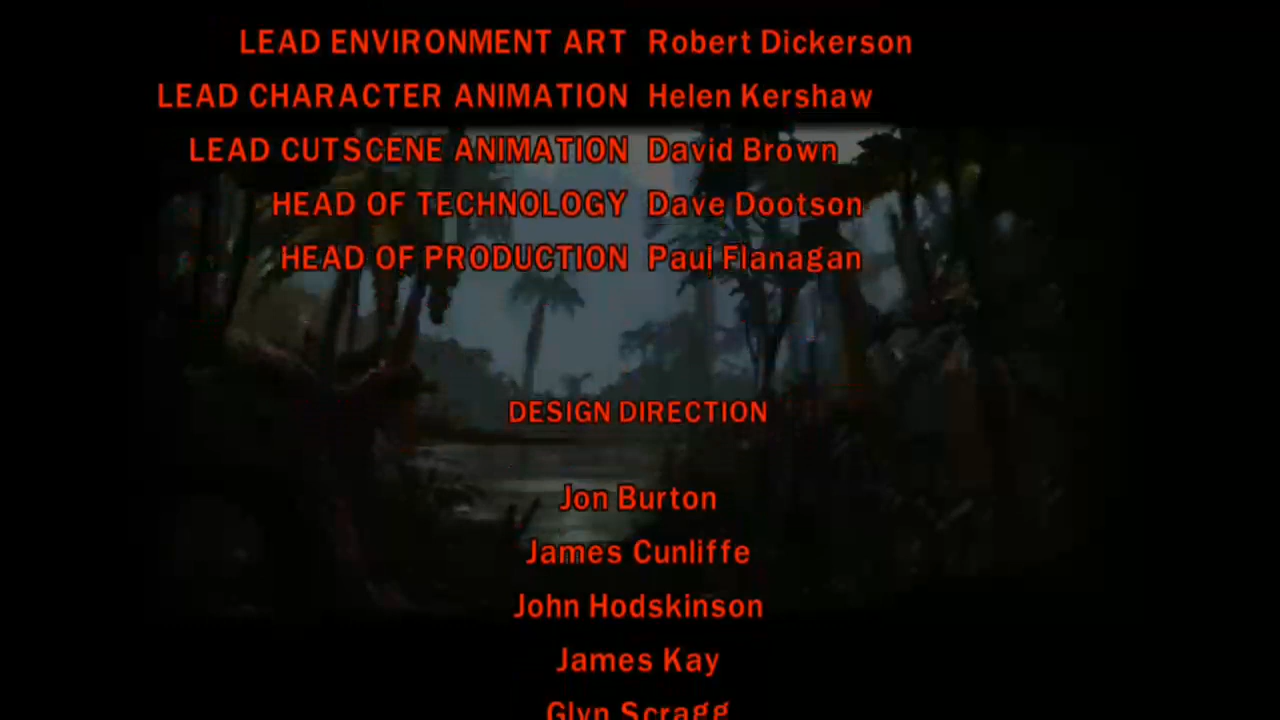 LEAD ENVIRONMENT ART Robert Dickerson
LEAD CHARACTER ANIMATION Helen Kershaw
LEAD CUTSCENE ANIMATION David Brown
HEAD OF TECHNOLOGY Dave Dootson
HEAD OF PRODUCTION Paul Flanagan
DESIGN DIRECTION
Jon Burton
James Cunliffe
John Hodskinson
James Kay
Glyn Scragg